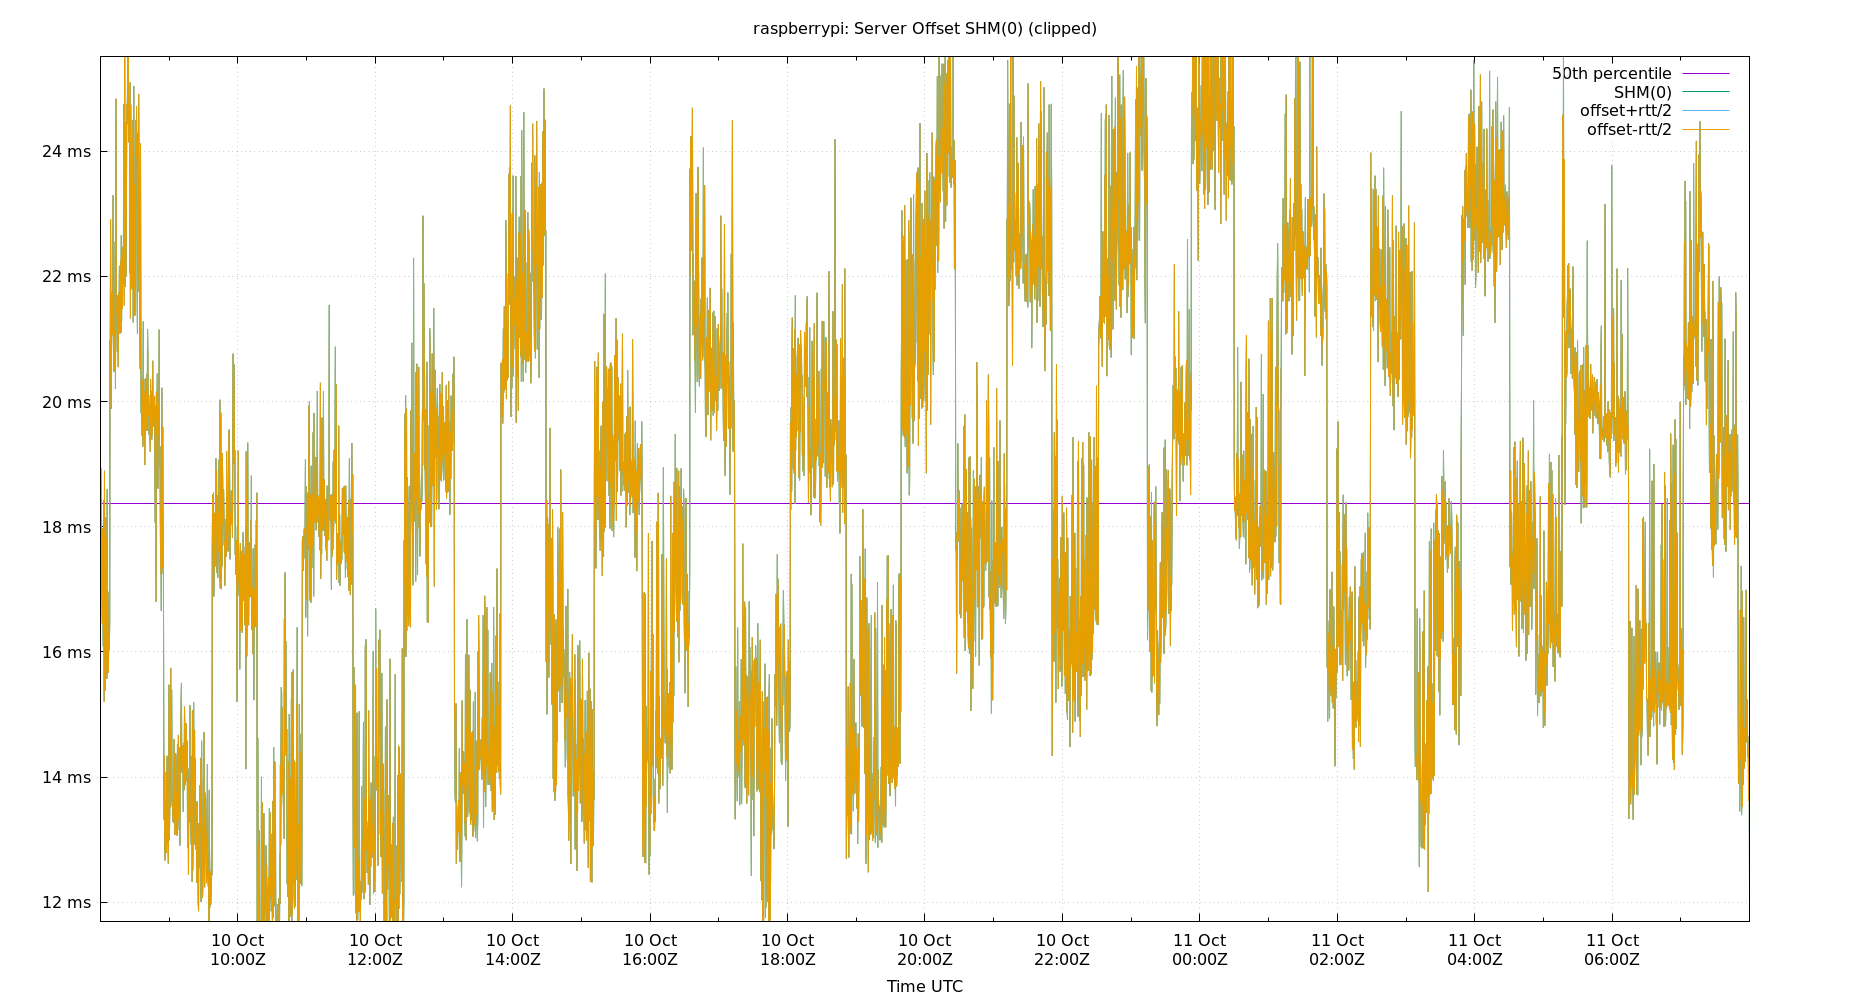 raspberrypi: Server Offset SHM(0) (clipped)
50th percentile
SHM(0)
offset+rtt/2
offset-rtt/2
24 ms
22 ms
20 ms
18 ms
16 ms
14 ms
12 ms
10 Oct 10 Oct 10 Oct 10 Oct 10 Oct 10 Oct 10 Oct 11 Oct 11 Oct 11 Oct 11 Oct
10:00Z 12:00Z 14:00Z 16:00Z 18:00Z 20:00Z 22:00Z 00:00Z 02:00Z 04:00Z 06:00Z
Time UTC